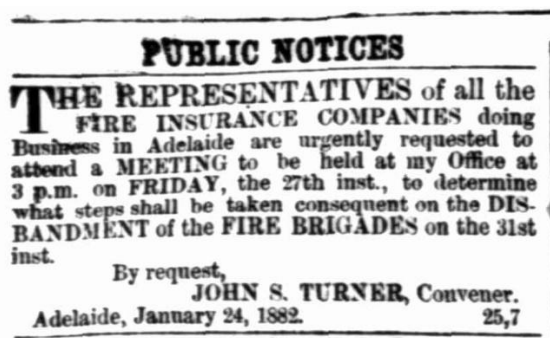 PUBLIC NOTICES
THE REPRESENTATIVES of all the
FIRE INSURANCE COMPANIES doing
Business in Adelaide are urgently requested to
attend a MEETING to be held at my Office at
3 p.m. on FRIDAY, the 27th inst., to determine
what steps shall be taken consequent on the DIS-
BANDMENT of the FIRE BRIGADES on the 31st
inst.
By request,
JOHN S. TURNER, Convener.
Adelaide, January 24, 1882. 25,7